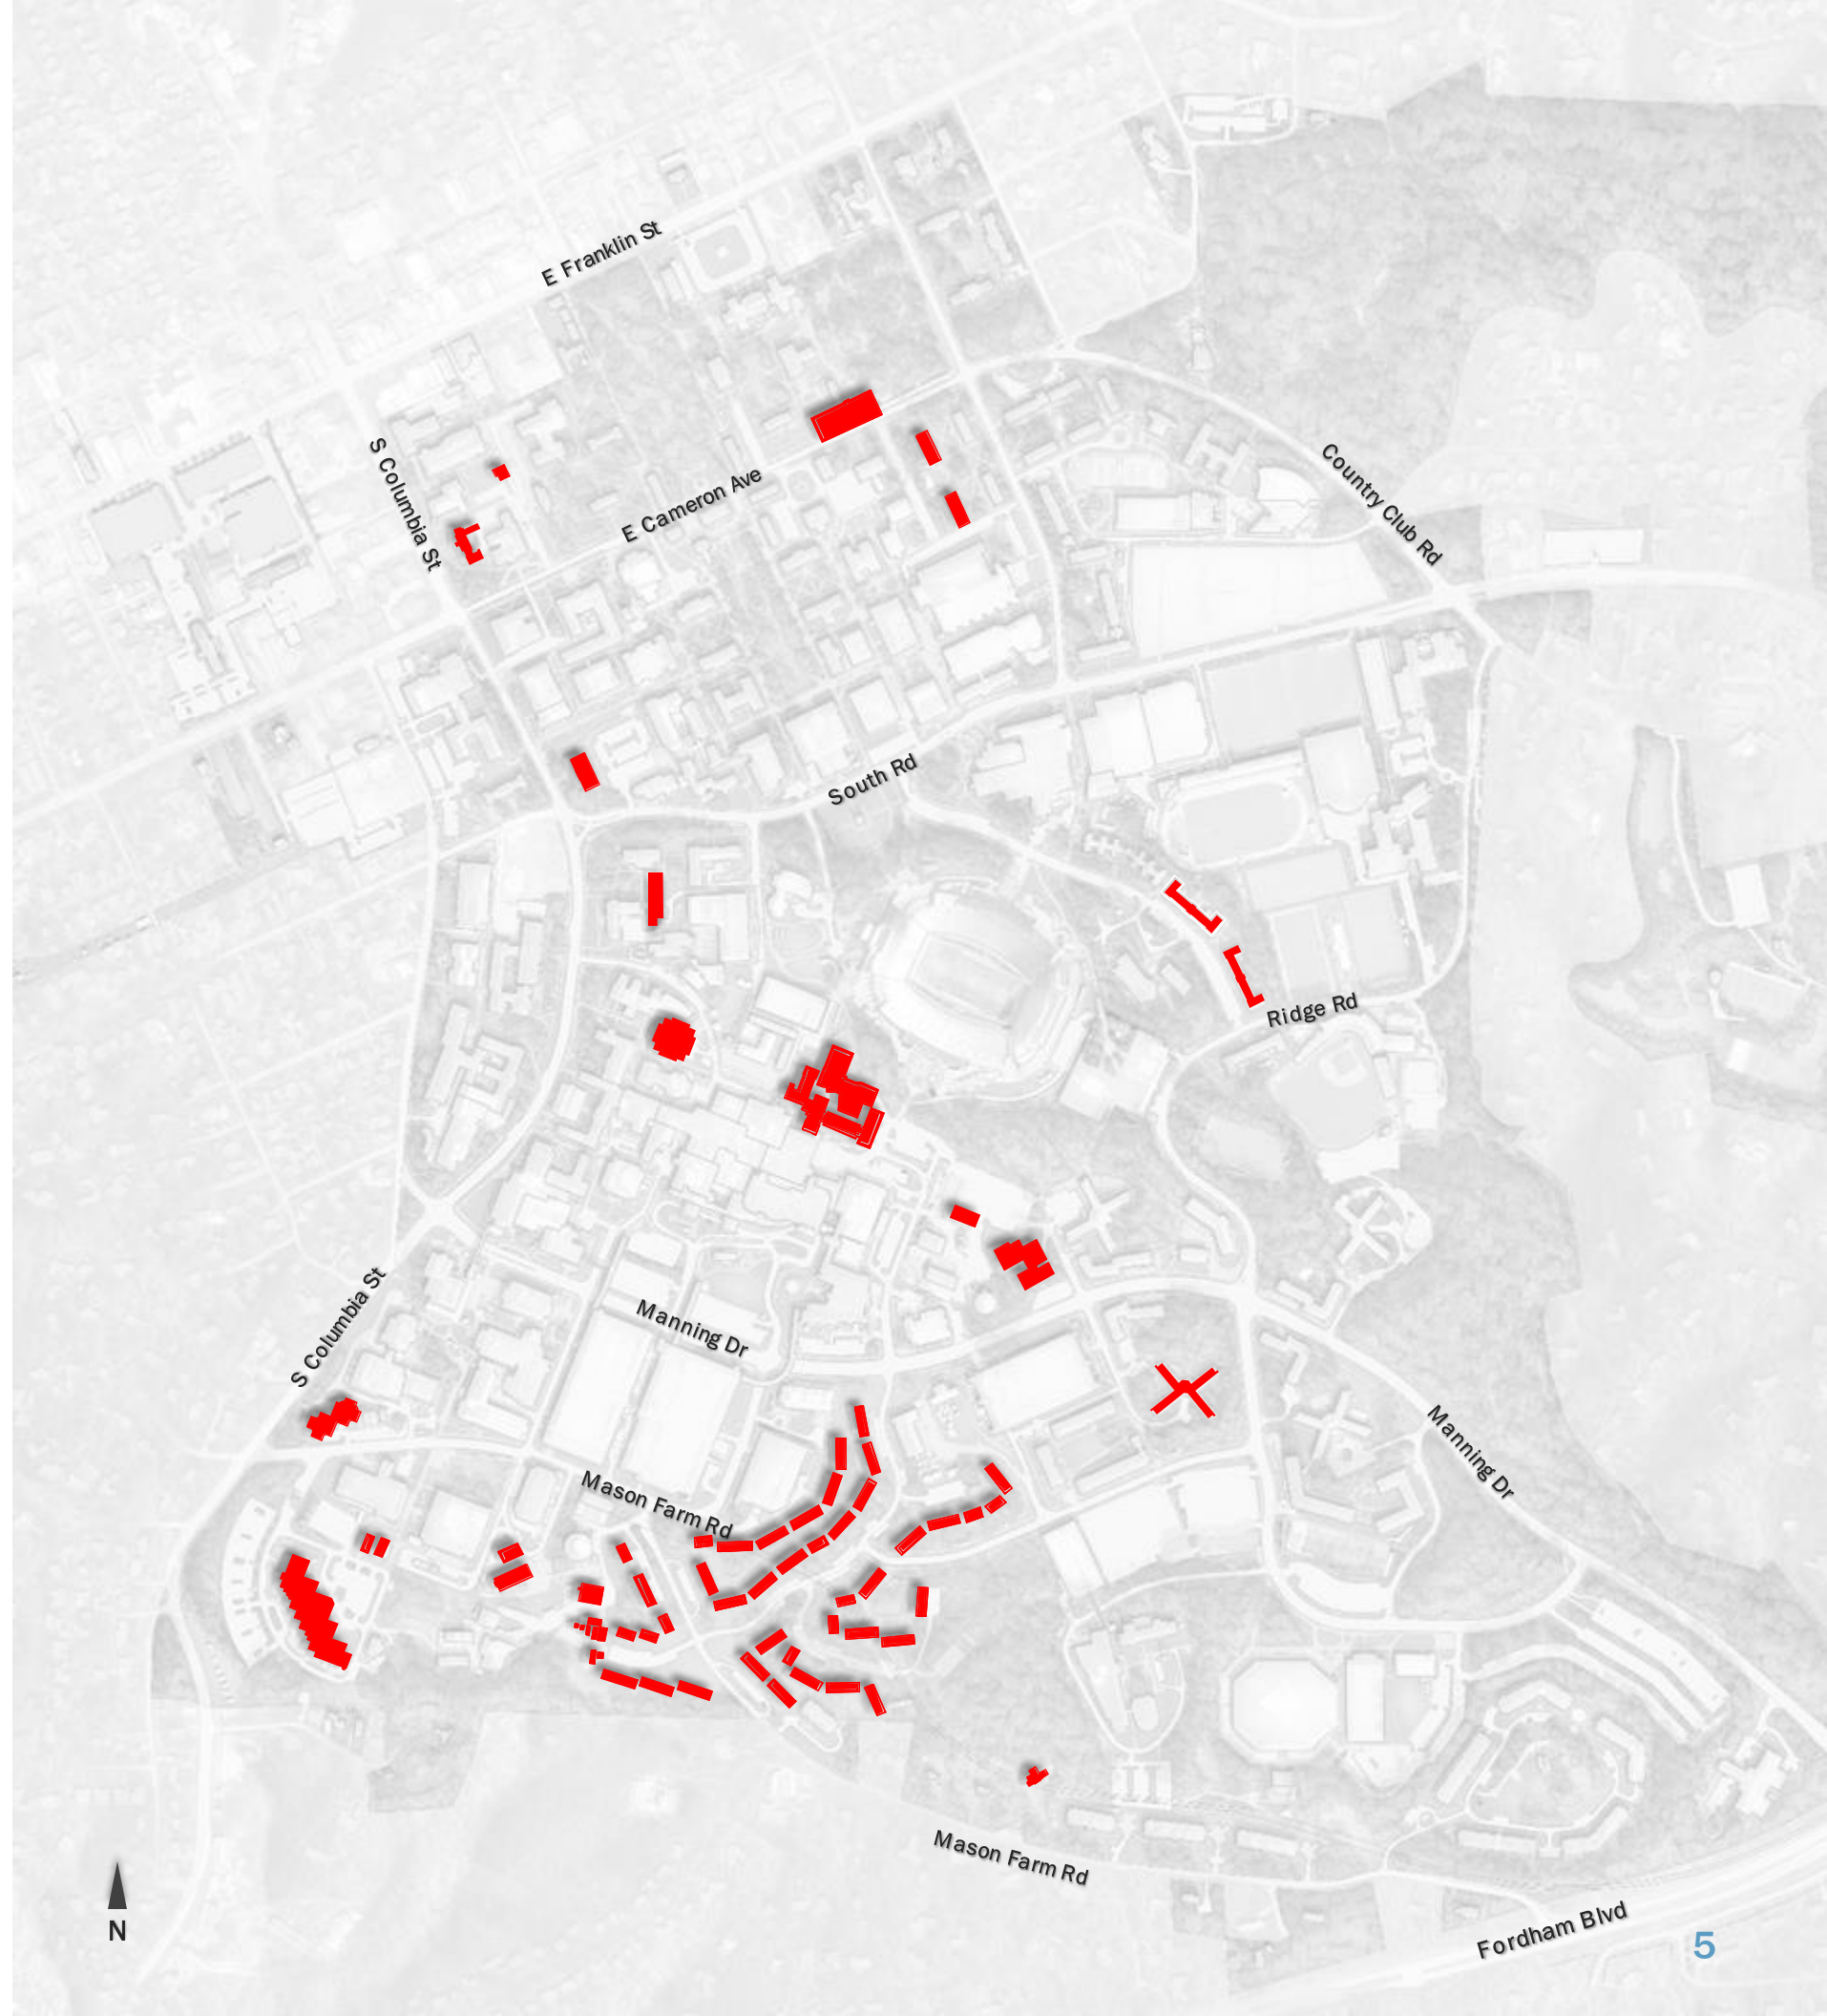 E Franklin St
S Columbia St
E Cameron Ave
Country Club Rd
South Rd
Ridge Rd
S Columbia St
Manning Dr
Manning Dr
Mason Farm Rd
Mason Farm Rd
N
Fordham Blvd
5